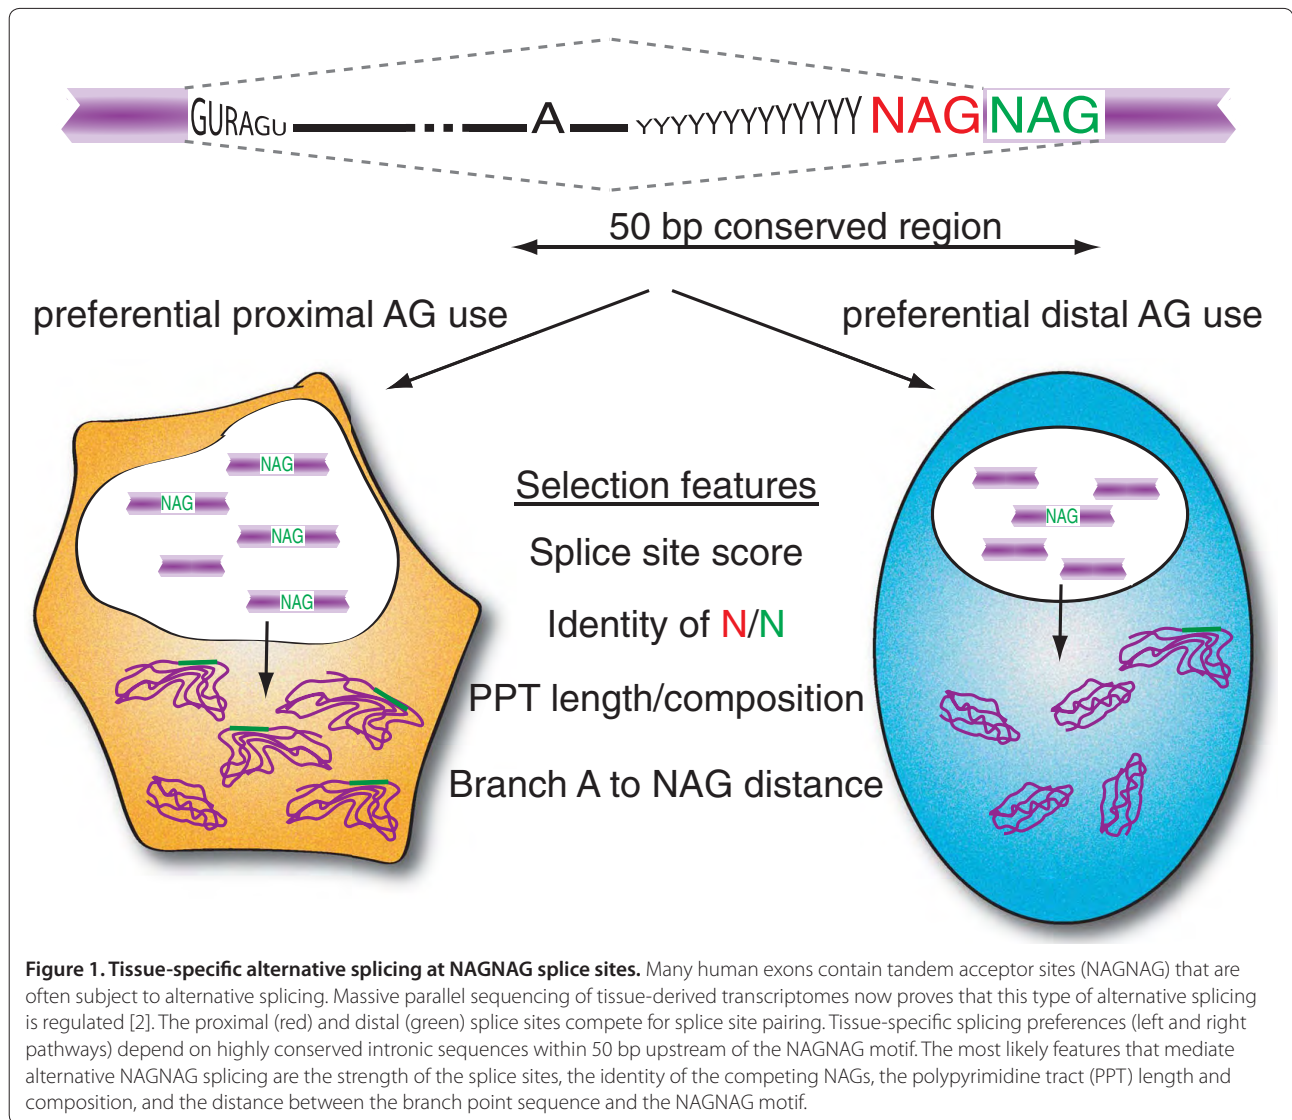 GURAGU A YYYYYYYYYYYYY NAG NAG
50 bp conserved region
preferential proximal AG use
preferential distal AG use
NAG
NAG
NAG
NAG
NAG
Selection features
Splice site score
Identity of N/N
PPT length/composition
Branch A to NAG distance
Figure 1. Tissue-specific alternative splicing at NAGNAG splice sites. Many human exons contain tandem acceptor sites (NAGNAG) that are
often subject to alternative splicing. Massive parallel sequencing of tissue-derived transcriptomes now proves that this type of alternative splicing
is regulated [2]. The proximal (red) and distal (green) splice sites compete for splice site pairing. Tissue-specific splicing preferences (left and right
pathways) depend on highly conserved intronic sequences within 50 bp upstream of the NAGNAG motif. The most likely features that mediate
alternative NAGNAG splicing are the strength of the splice sites, the identity of the competing NAGs, the polypyrimidine tract (PPT) length and
composition, and the distance between the branch point sequence and the NAGNAG motif.